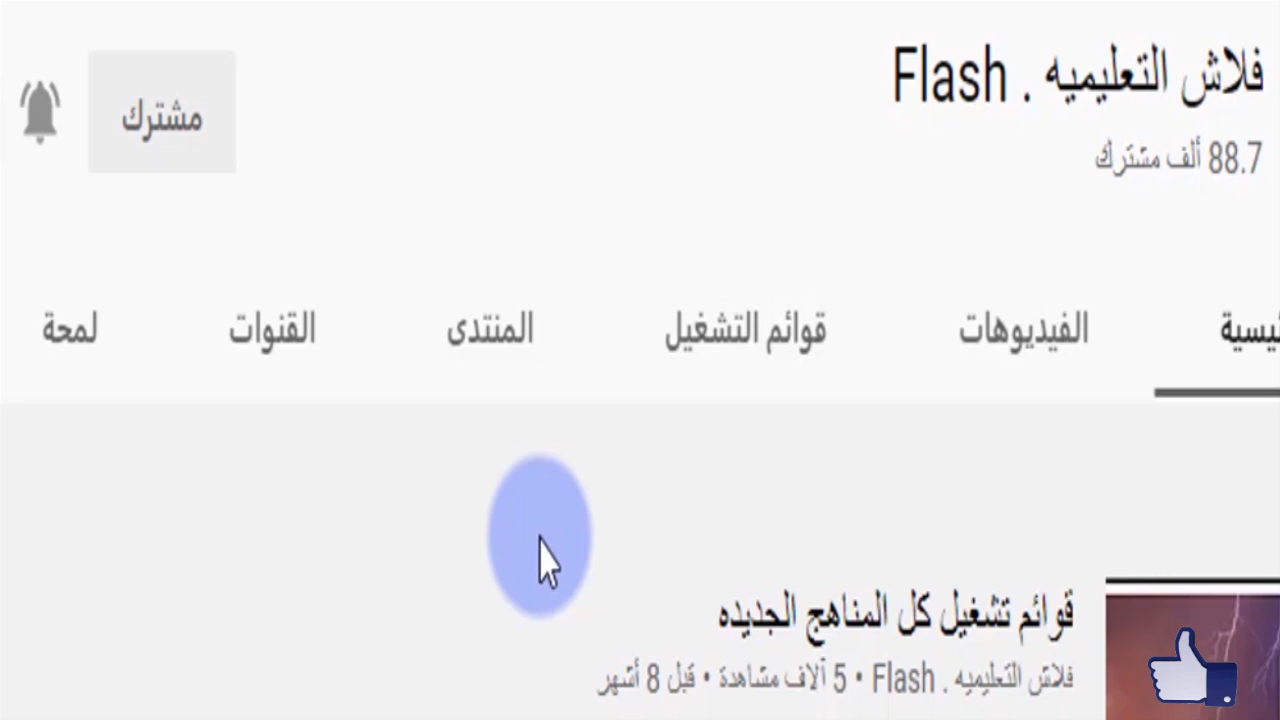 فلاش التعليميه . Flash
88.7 ألف مشترك
مشترك
الفيديوهات
قوائم التشغيل
المنتدى
القنوات
لمحة
قوائم تشغيل كل المناهج الجديده
فلاش التعليميه . Flash • 5 آلاف مشاهدة • قبل 8 أشهر